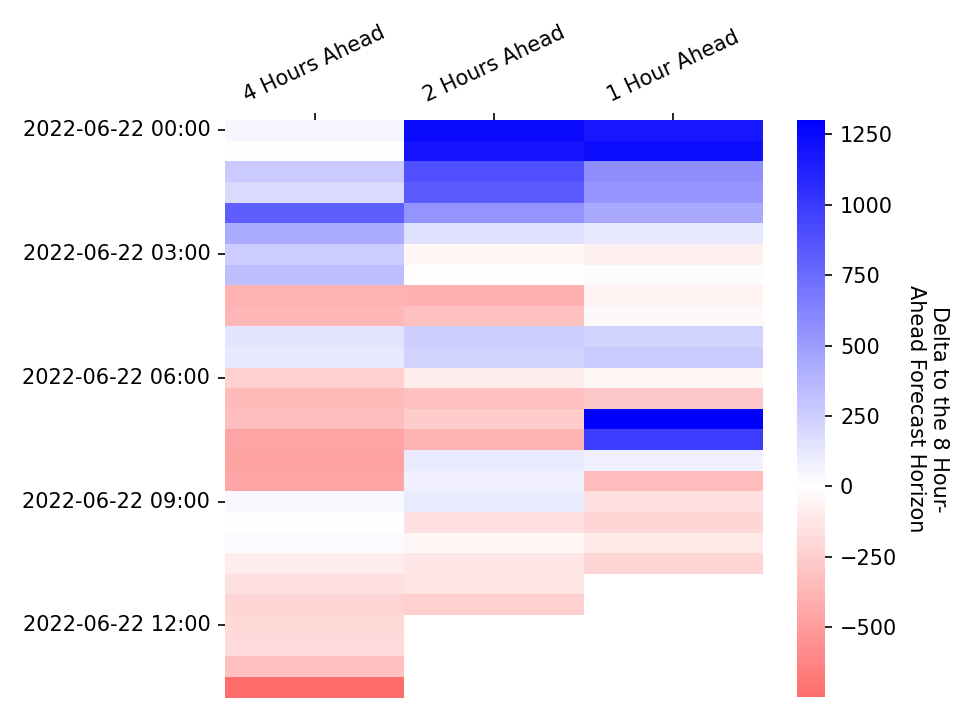 4 Hours Ahead
2 Hours Ahead
1 Hour Ahead
2022-06-22 00:00
2022-06-22 03:00
2022-06-22 06:00
2022-06-22 09:00
2022-06-22 12:00
1250
1000
750
500
250
0
−250
−500
Delta to the 8 Hour-
Ahead Forecast Horizon